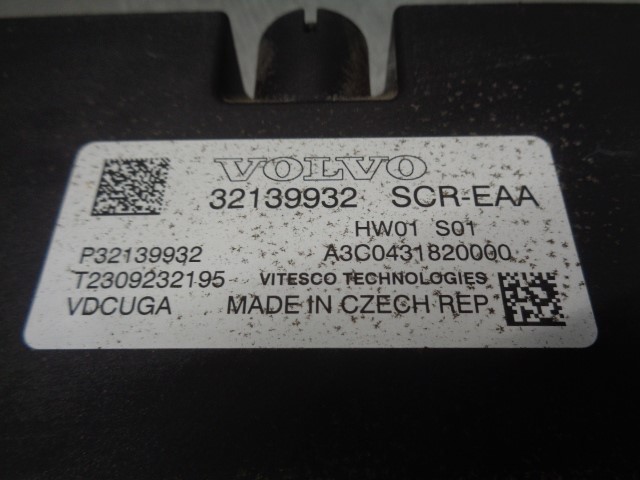 VOLVO
32139932 SCR-EAA
HW01 S01
P32139932 A3C0431820000
T2309232195 VITESCO TECHNOLOGIES
VDCUGA MADE IN CZECH REP.